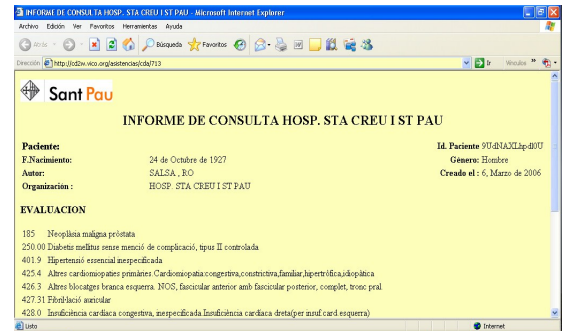 INFORME DE CONSULTA HOSP. STA CREU I ST PAU - Microsoft Internet Explorer
Archivo Edición Ver Favoritos Herramientas Ayuda
Atrás Búsqueda Favoritos
Dirección http://cd2w.vico.org/asistencias/cda/713 Ir Vínculos
Sant Pau
INFORME DE CONSULTA HOSP. STA CREU I ST PAU
Paciente: Id. Paciente 9UdNAXLhpdl0U
F.Nacimiento: 24 de Octubre de 1927 Género: Hombre
Autor: SALSA , RO Creado el : 6, Marzo de 2006
Organización : HOSP. STA CREU I ST PAU
EVALUACION
185 Neoplàsia maligna pròstata
250.00 Diabetis mellitus sense menció de complicació, tipus II controlada
401.9 Hipertensió essencial inespecificada
425.4 Altres cardiomiopaties primàries.Cardiomiopatia:congestiva,constrictiva,familiar,hipertròfica,idiopàtica
426.3 Altres blocatges branca esquerra. NOS, fascicular anterior amb fascicular posterior, complet, tronc pral.
427.31 Fibril·lació auricular
428.0 Insuficiència cardíaca congestiva, inespecificada.Insuficiència cardíaca dreta(per insuf.card.esquerra)
Listo Internet